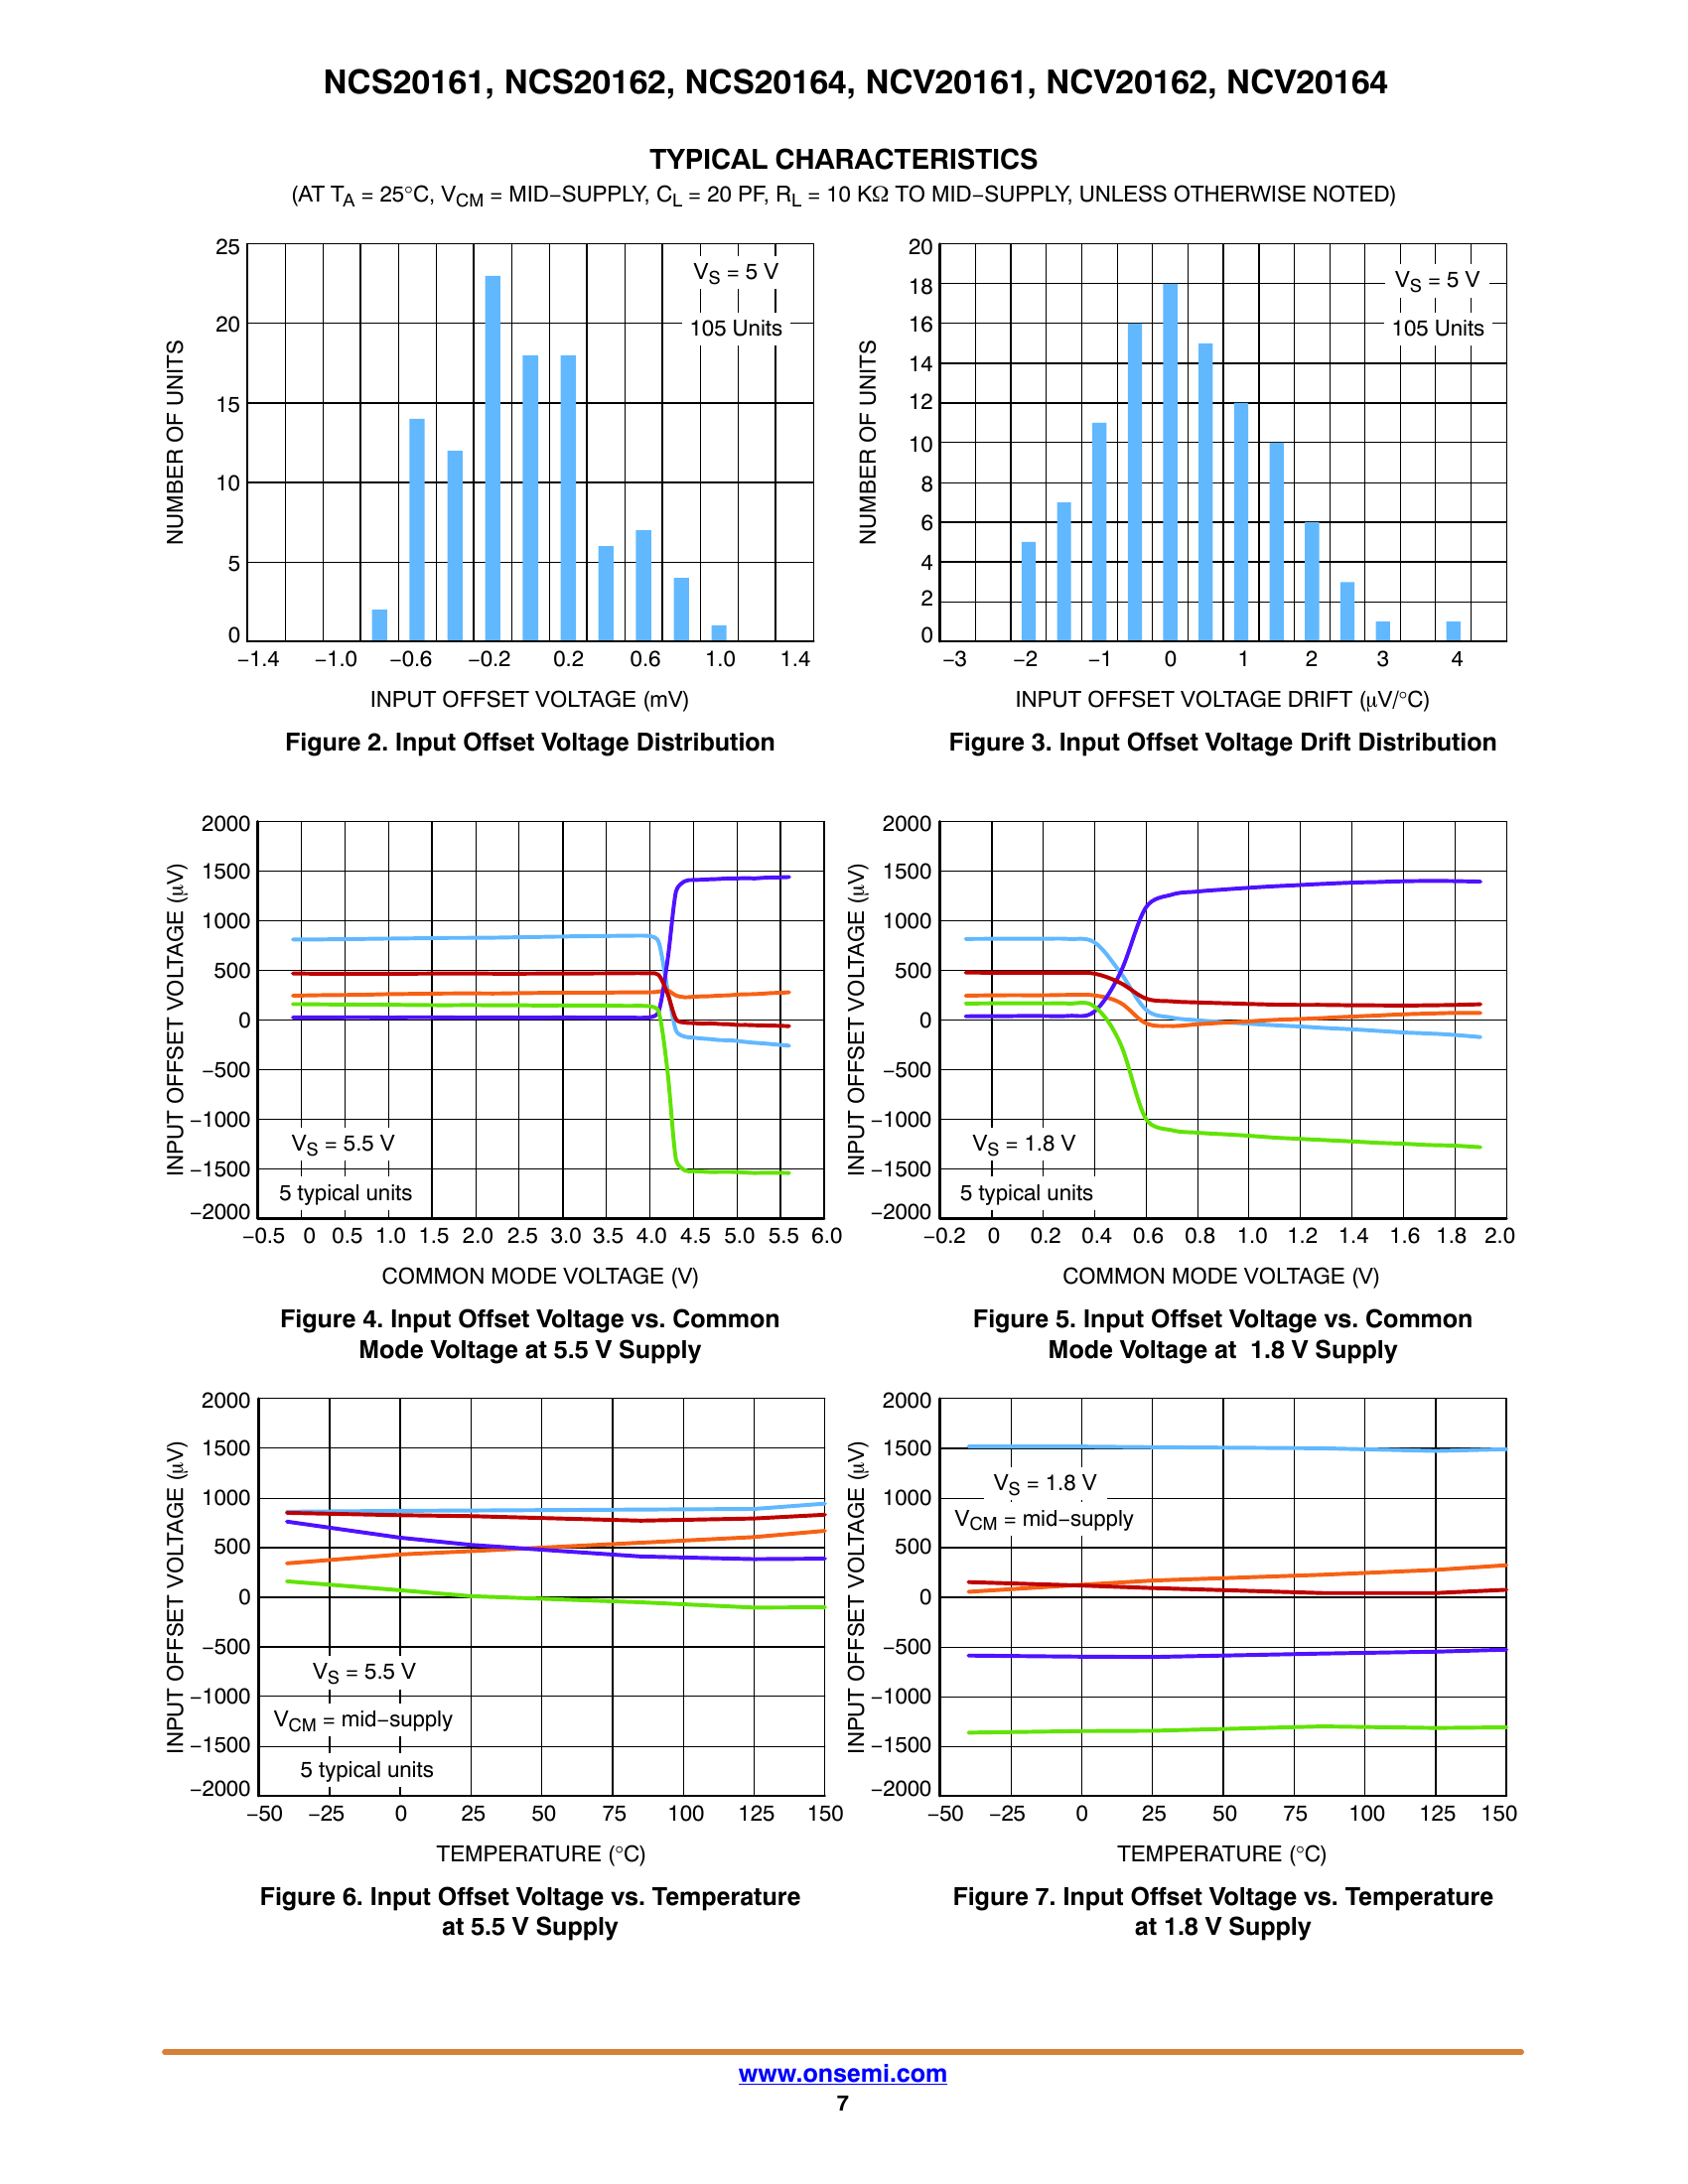 NCS20161, NCS20162, NCS20164, NCV20161, NCV20162, NCV20164
TYPICAL CHARACTERISTICS
(AT TA = 25°C, VCM = MID−SUPPLY, CL = 20 PF, RL = 10 KΩ TO MID−SUPPLY, UNLESS OTHERWISE NOTED)
25
20
15
10
5
0
NUMBER OF UNITS
VS = 5 V
105 Units
−1.4 −1.0 −0.6 −0.2 0.2 0.6 1.0 1.4
INPUT OFFSET VOLTAGE (mV)
Figure 2. Input Offset Voltage Distribution
20
18
16
14
12
10
8
6
4
2
0
NUMBER OF UNITS
VS = 5 V
105 Units
−3 −2 −1 0 1 2 3 4
INPUT OFFSET VOLTAGE DRIFT (μV/°C)
Figure 3. Input Offset Voltage Drift Distribution
2000
1500
1000
500
0
−500
−1000
−1500
−2000
INPUT OFFSET VOLTAGE (μV)
VS = 5.5 V
5 typical units
−0.5 0 0.5 1.0 1.5 2.0 2.5 3.0 3.5 4.0 4.5 5.0 5.5 6.0
COMMON MODE VOLTAGE (V)
Figure 4. Input Offset Voltage vs. Common
Mode Voltage at 5.5 V Supply
2000
1500
1000
500
0
−500
−1000
−1500
−2000
INPUT OFFSET VOLTAGE (μV)
VS = 1.8 V
5 typical units
−0.2 0 0.2 0.4 0.6 0.8 1.0 1.2 1.4 1.6 1.8 2.0
COMMON MODE VOLTAGE (V)
Figure 5. Input Offset Voltage vs. Common
Mode Voltage at 1.8 V Supply
2000
1500
1000
500
0
−500
−1000
−1500
−2000
INPUT OFFSET VOLTAGE (μV)
VS = 5.5 V
VCM = mid−supply
5 typical units
−50 −25 0 25 50 75 100 125 150
TEMPERATURE (°C)
Figure 6. Input Offset Voltage vs. Temperature
at 5.5 V Supply
2000
1500
1000
500
0
−500
−1000
−1500
−2000
INPUT OFFSET VOLTAGE (μV)
VS = 1.8 V
VCM = mid−supply
−50 −25 0 25 50 75 100 125 150
TEMPERATURE (°C)
Figure 7. Input Offset Voltage vs. Temperature
at 1.8 V Supply
www.onsemi.com
7